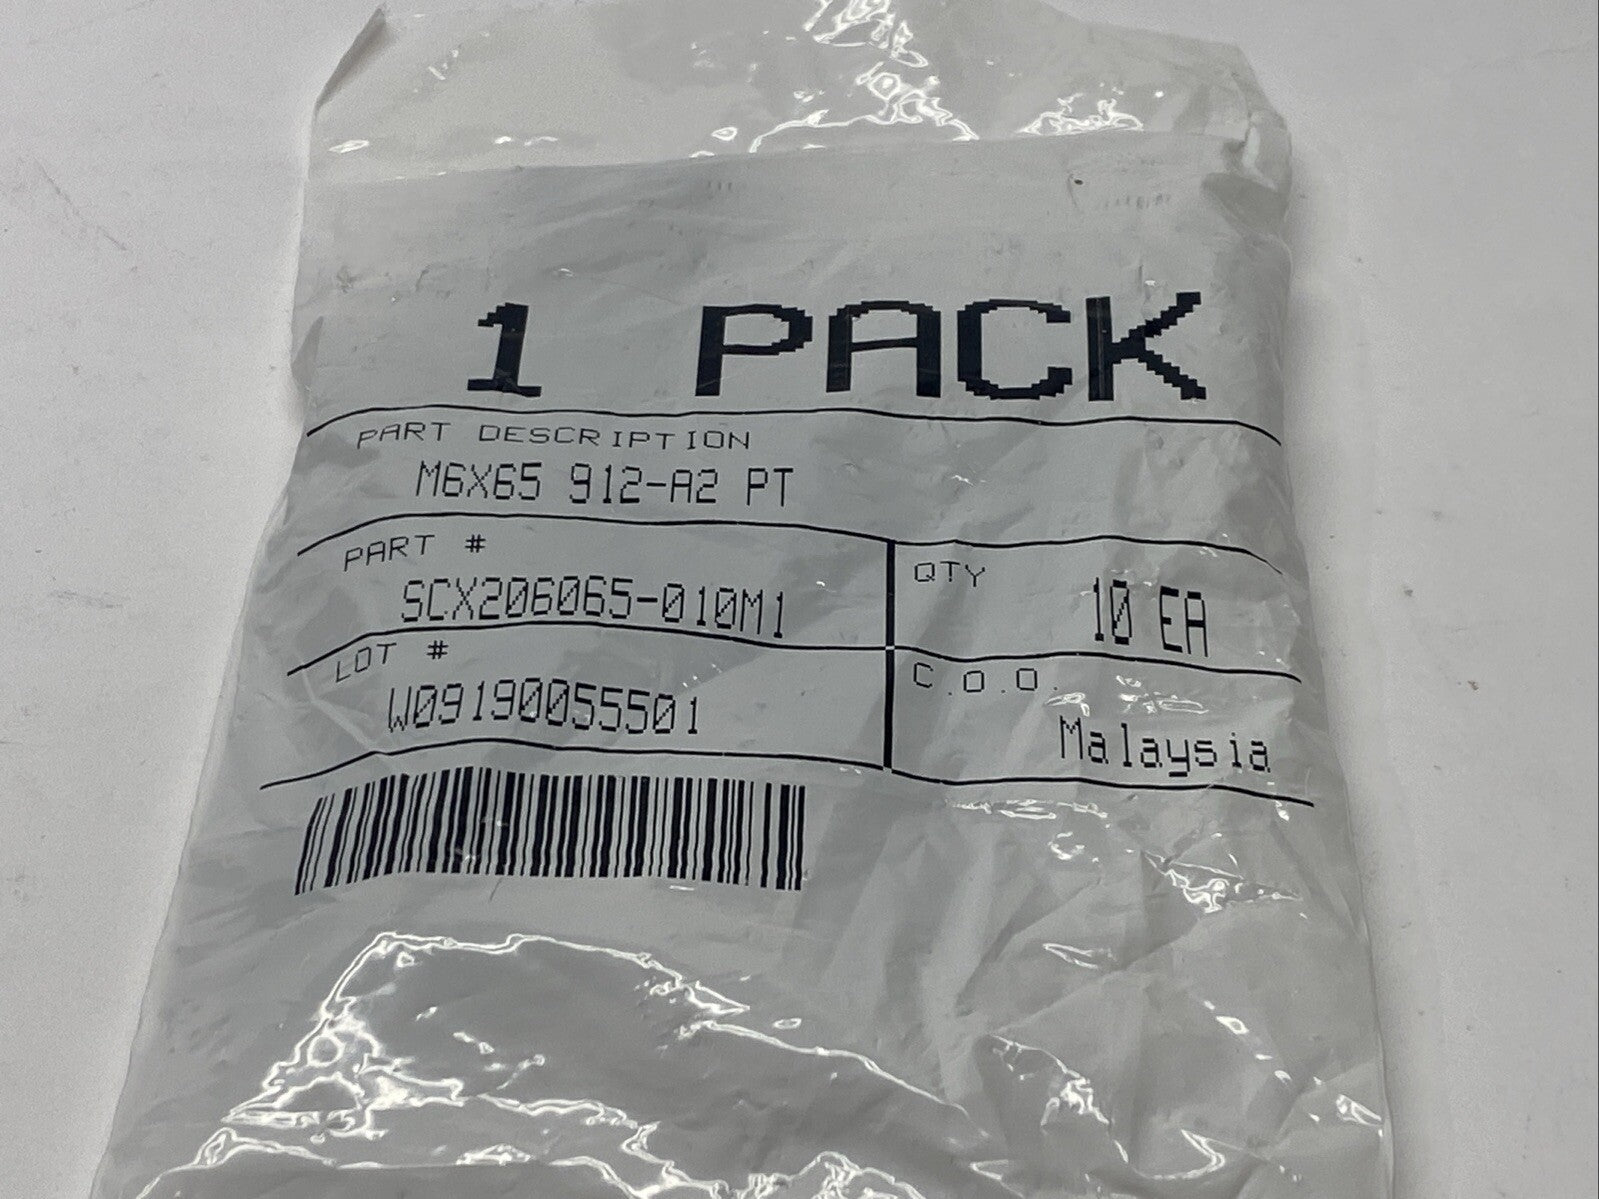 1 PACK
PART DESCRIPTION
M6X65 912-A2 PT
PART #
SCX206065-010M1
QTY
10 EA
LOT #
W09190055501
C.O.O.
Malaysia